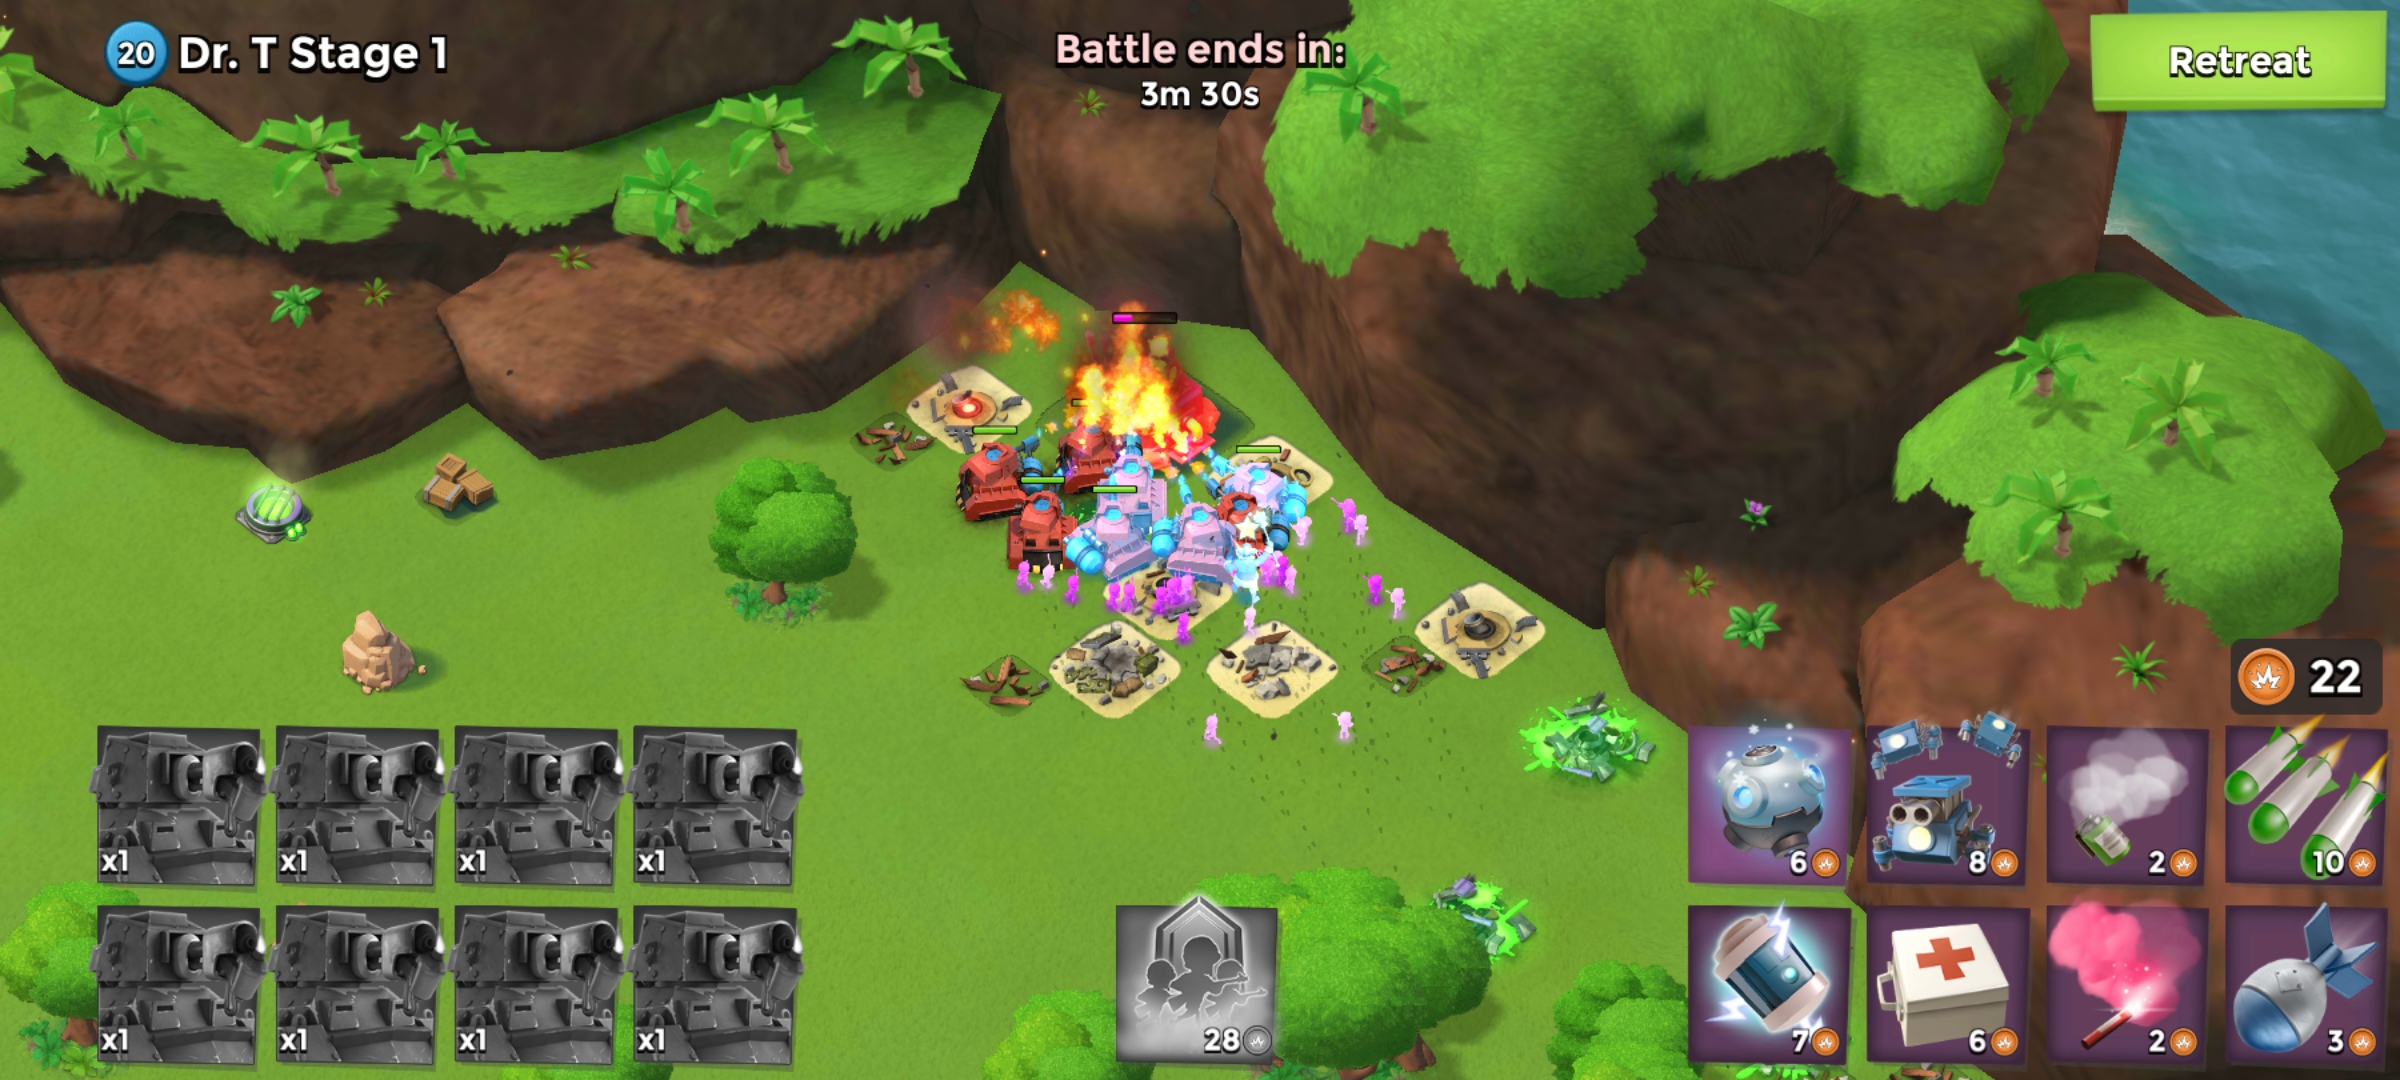 20 Dr. T Stage 1
Battle ends in:
3m 30s
Retreat
22
x1 x1 x1 x1
6 8 2 10
x1 x1 x1 x1
28
7 6 2 3